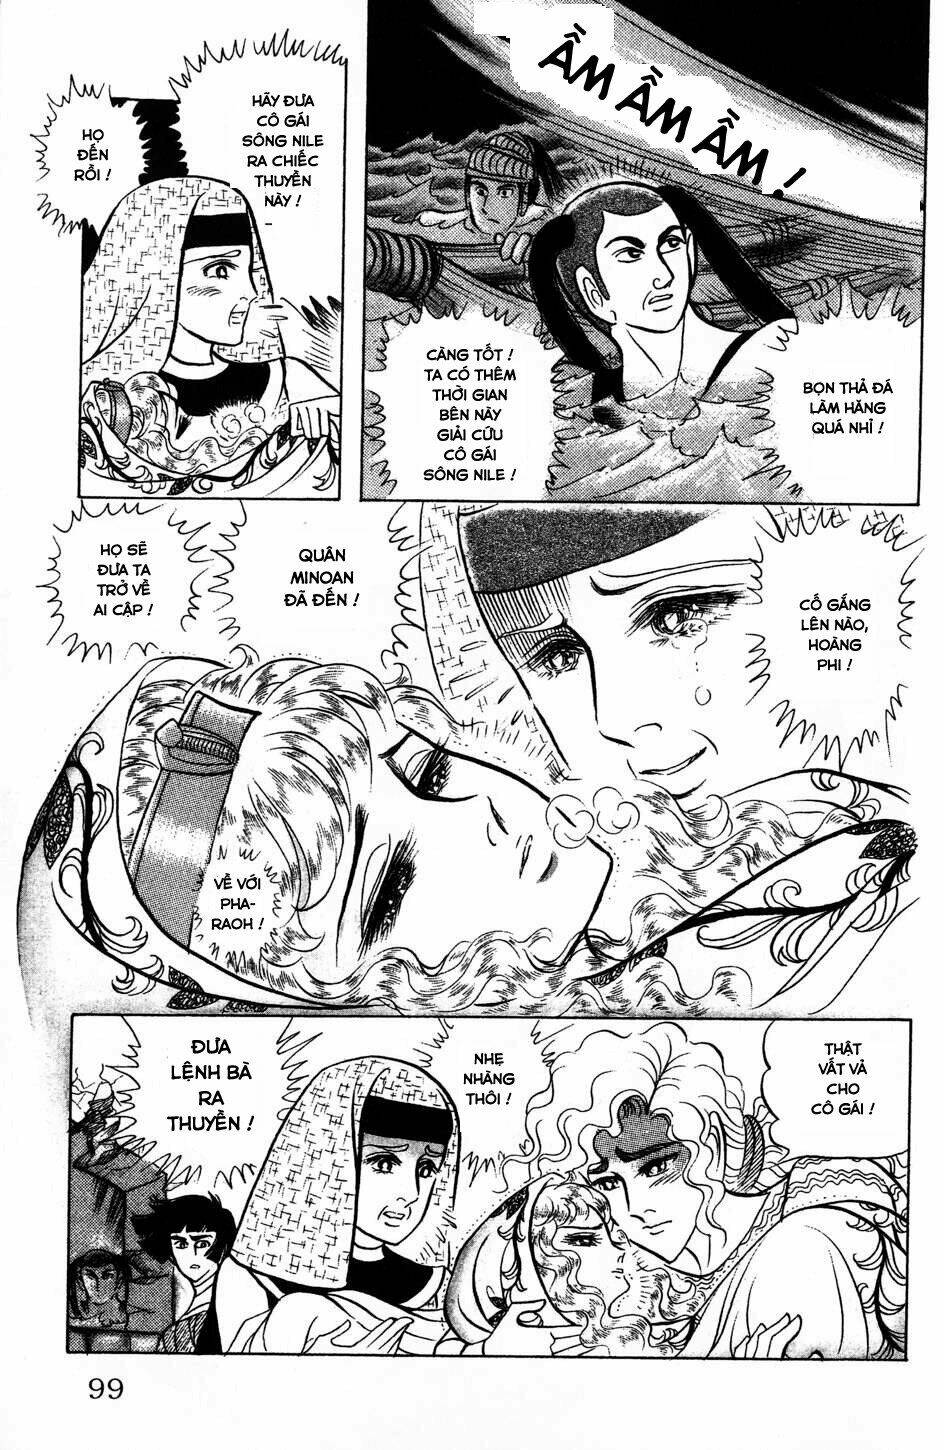 ẦM ẦM ẦM !
BỌN THẢ ĐÁ
LÀM HĂNG
QUÁ NHỈ !
CÀNG TỐT !
TA CÓ THÊM
THỜI GIAN
BÊN NÀY
GIẢI CỨU
CÔ GÁI
SÔNG NILE !
HÃY ĐƯA
CÔ GÁI
SÔNG NILE
RA CHIẾC
THUYỀN
NÀY !
HỌ
ĐẾN
RỒI !
CỐ GẮNG
LÊN NÀO,
HOÀNG
PHI !
QUÂN
MINOAN
ĐÃ ĐẾN !
HỌ SẼ
ĐƯA TA
TRỞ VỀ
AI CẬP !
VỀ VỚI
PHA-
RAOH !
THẬT
VẤT VẢ
CHO
CÔ GÁI !
NHẸ
NHÀNG
THÔI !
ĐƯA
LỆNH BÀ
RA
THUYỀN !
99